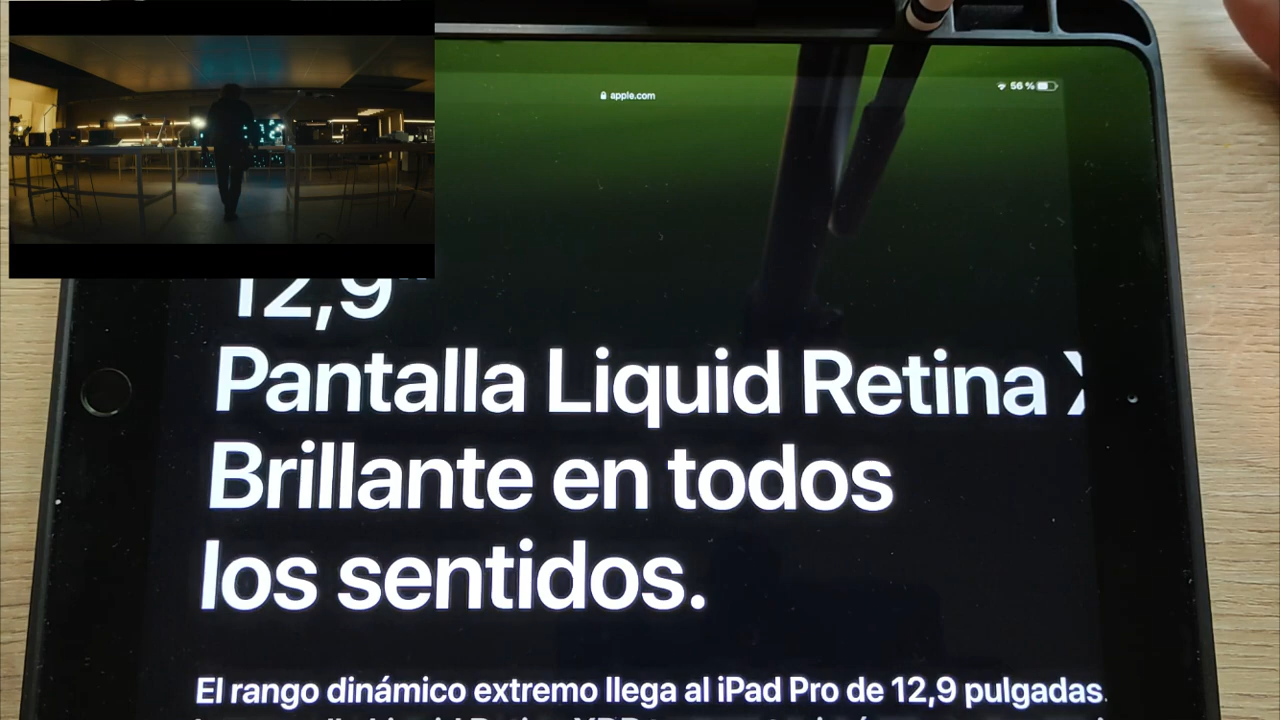 apple.com
56 %
12,9"
Pantalla Liquid Retina X
Brillante en todos
los sentidos.
El rango dinámico extremo llega al iPad Pro de 12,9 pulgadas.